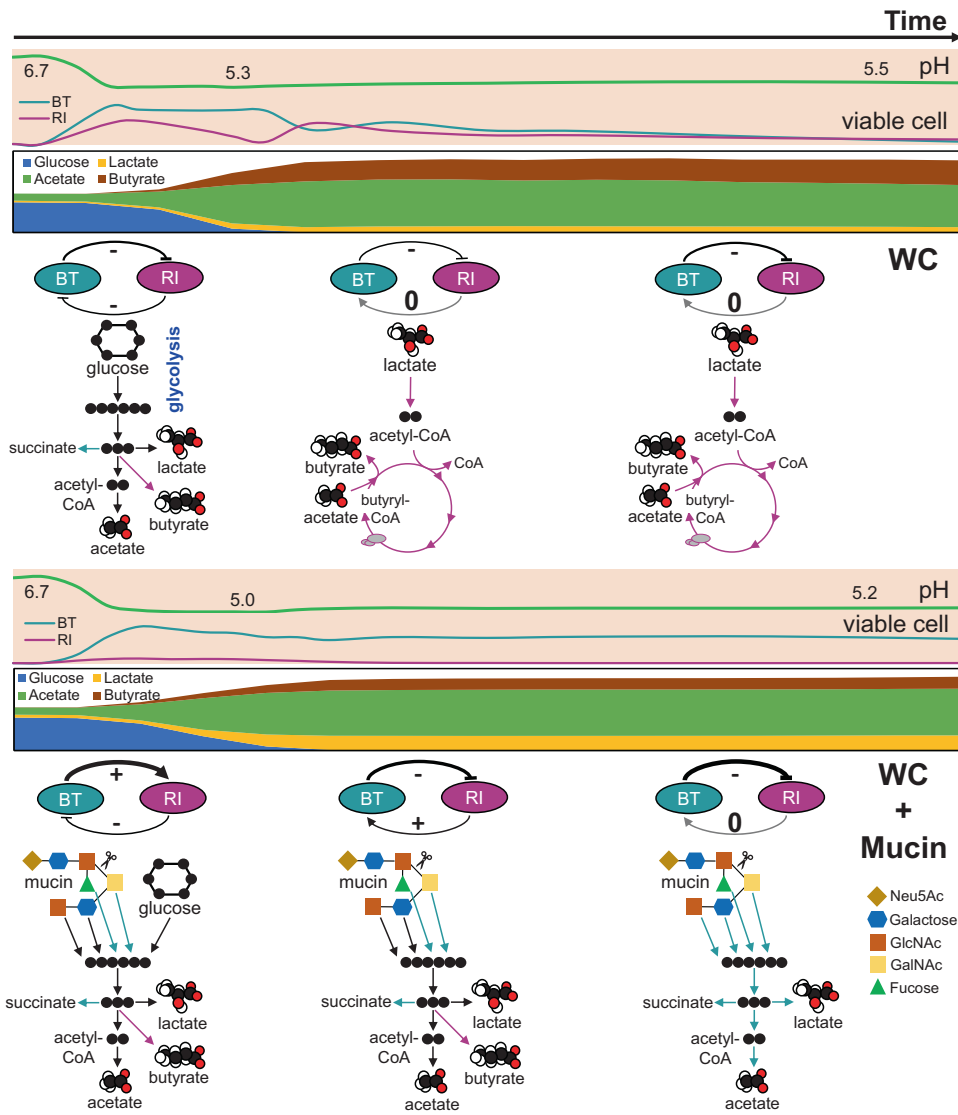 Time
6.7
5.3
5.5
pH
BT
RI
viable cell
Glucose Lactate
Acetate Butyrate
WC
-
BT RI
-
glucose
glycolysis
succinate
lactate
acetyl-
CoA
butyrate
acetate
-
BT RI
0
lactate
acetyl-CoA
butyrate
CoA
acetate
butyryl-
CoA
-
BT RI
0
lactate
acetyl-CoA
butyrate
CoA
acetate
butyryl-
CoA
6.7
5.0
5.2
pH
BT
RI
viable cell
Glucose Lactate
Acetate Butyrate
WC
+
Mucin
+
BT RI
-
mucin
glucose
succinate
lactate
acetyl-
CoA
butyrate
acetate
-
BT RI
+
mucin
succinate
lactate
acetyl-
CoA
butyrate
acetate
-
BT RI
0
mucin
succinate
lactate
acetyl-
CoA
acetate
Neu5Ac
Galactose
GlcNAc
GalNAc
Fucose